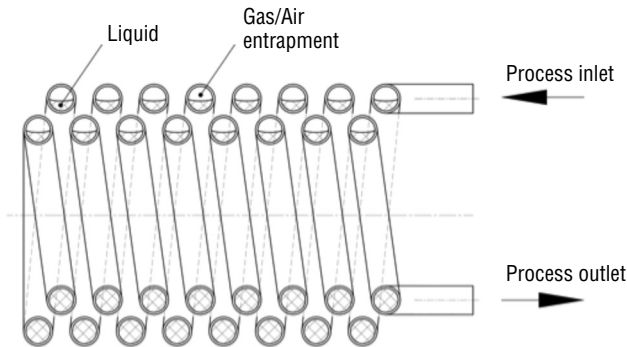 Liquid
Gas/Air
entrapment
Process inlet
Process outlet